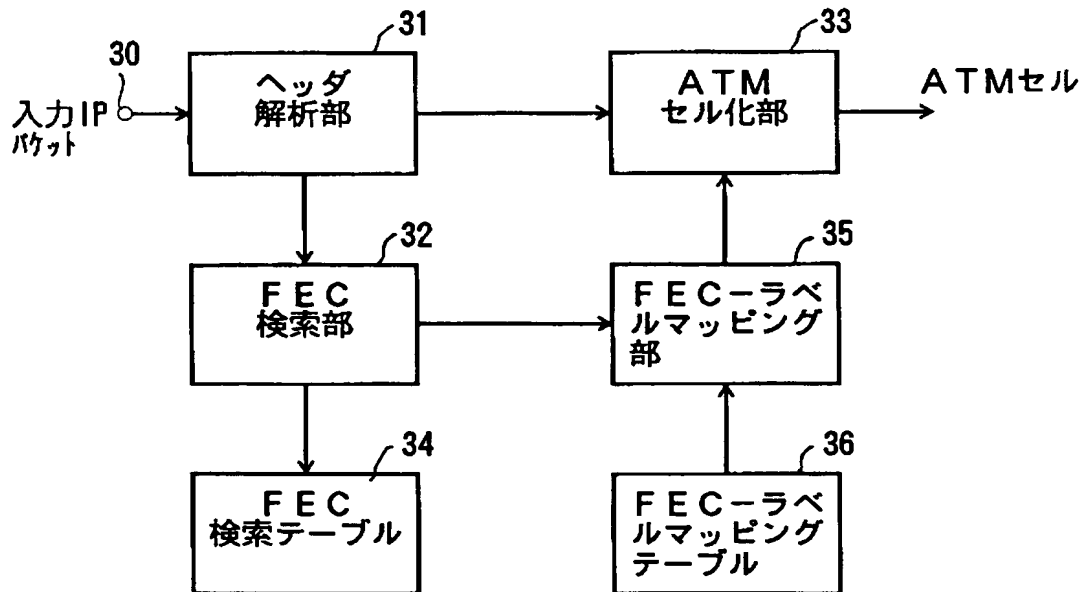 30
入力IP
パケット
31
ヘッダ
解析部
33
ATM
セル化部
ATMセル
32
FEC
検索部
35
FEC－ラベ
ルマッピング
部
34
FEC
検索テーブル
36
FEC－ラベ
ルマッピング
テーブル